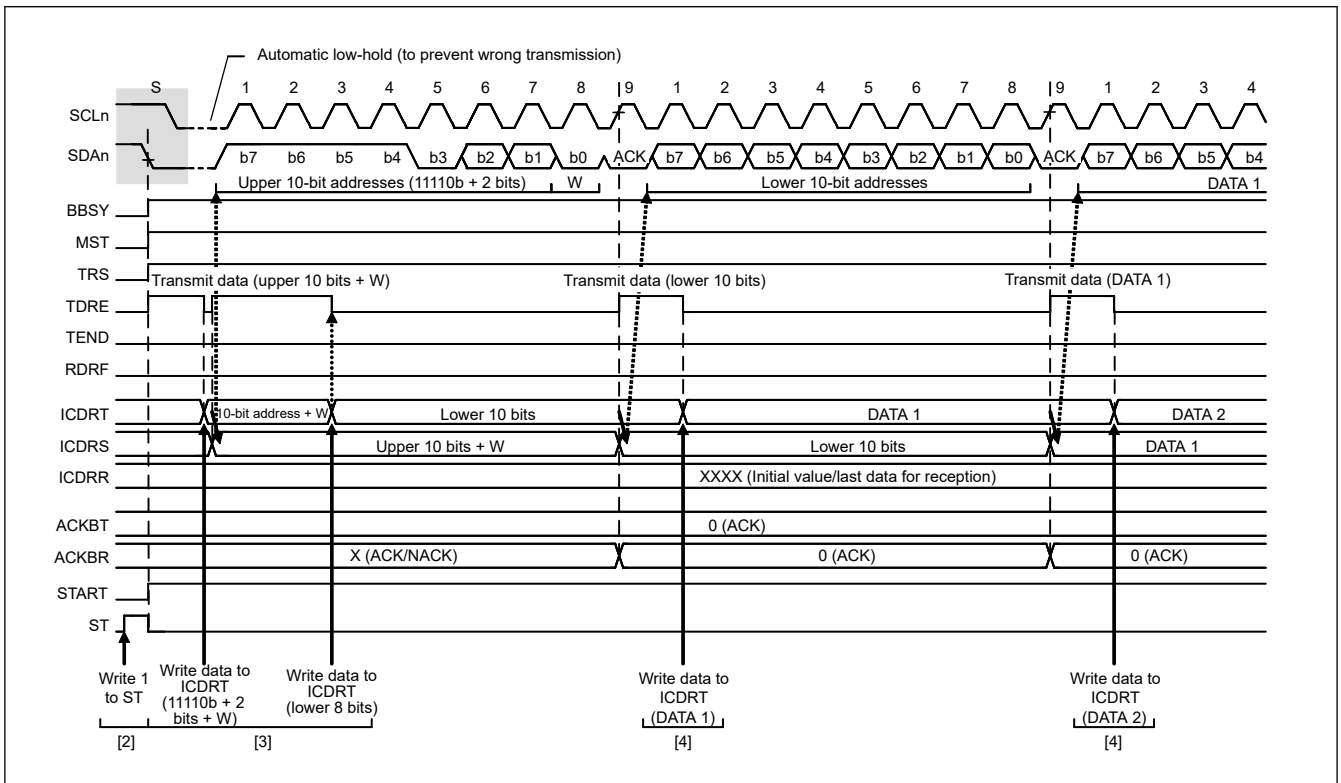 Automatic low-hold (to prevent wrong transmission)
S 1 2 3 4 5 6 7 8 9 1 2 3 4 5 6 7 8 9 1 2 3 4
SCLn
SDAn b7 b6 b5 b4 b3 b2 b1 b0 ACK b7 b6 b5 b4 b3 b2 b1 b0 ACK b7 b6 b5 b4
Upper 10-bit addresses (11110b + 2 bits) W Lower 10-bit addresses DATA 1
BBSY
MST
TRS
Transmit data (upper 10 bits + W) Transmit data (lower 10 bits) Transmit data (DATA 1)
TDRE
TEND
RDRF
ICDRT 10-bit address + W Lower 10 bits DATA 1 DATA 2
ICDRS Upper 10 bits + W Lower 10 bits DATA 1
ICDRR XXXX (Initial value/last data for reception)
ACKBT 0 (ACK)
ACKBR X (ACK/NACK) 0 (ACK) 0 (ACK)
START
ST
Write 1
to ST
Write data to
ICDRT
(11110b + 2
bits + W)
Write data to
ICDRT
(lower 8 bits)
Write data to
ICDRT
(DATA 1)
Write data to
ICDRT
(DATA 2)
[2] [3] [4] [4]